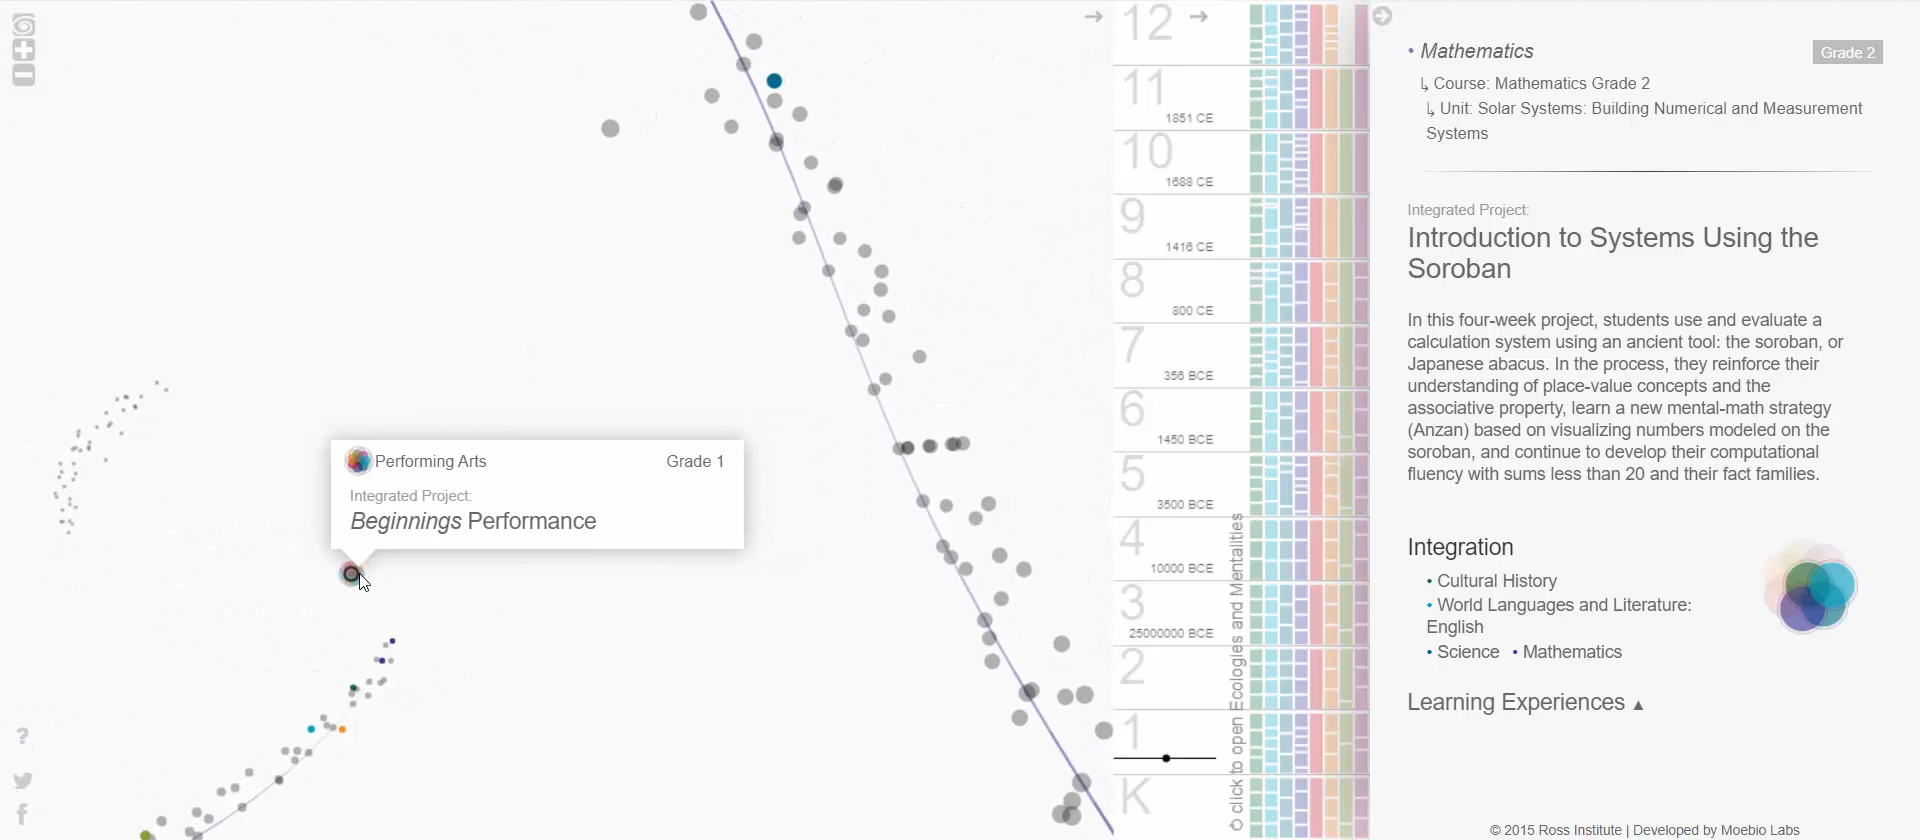 Performing Arts
Grade 1
Integrated Project:
Beginnings Performance
12
11
1851 CE
10
1688 CE
9
1416 CE
8
800 CE
7
356 BCE
6
1450 BCE
5
3500 BCE
4
10000 BCE
3
25000000 BCE
2
1
K
click to open Ecologies and Mentalities
• Mathematics
Grade 2
↳ Course: Mathematics Grade 2
↳ Unit: Solar Systems: Building Numerical and Measurement
Systems
Integrated Project:
Introduction to Systems Using the
Soroban
In this four-week project, students use and evaluate a
calculation system using an ancient tool: the soroban, or
Japanese abacus. In the process, they reinforce their
understanding of place-value concepts and the
associative property, learn a new mental-math strategy
(Anzan) based on visualizing numbers modeled on the
soroban, and continue to develop their computational
fluency with sums less than 20 and their fact families.
Integration
• Cultural History
• World Languages and Literature:
English
• Science • Mathematics
Learning Experiences ▲
?
© 2015 Ross Institute | Developed by Moebio Labs